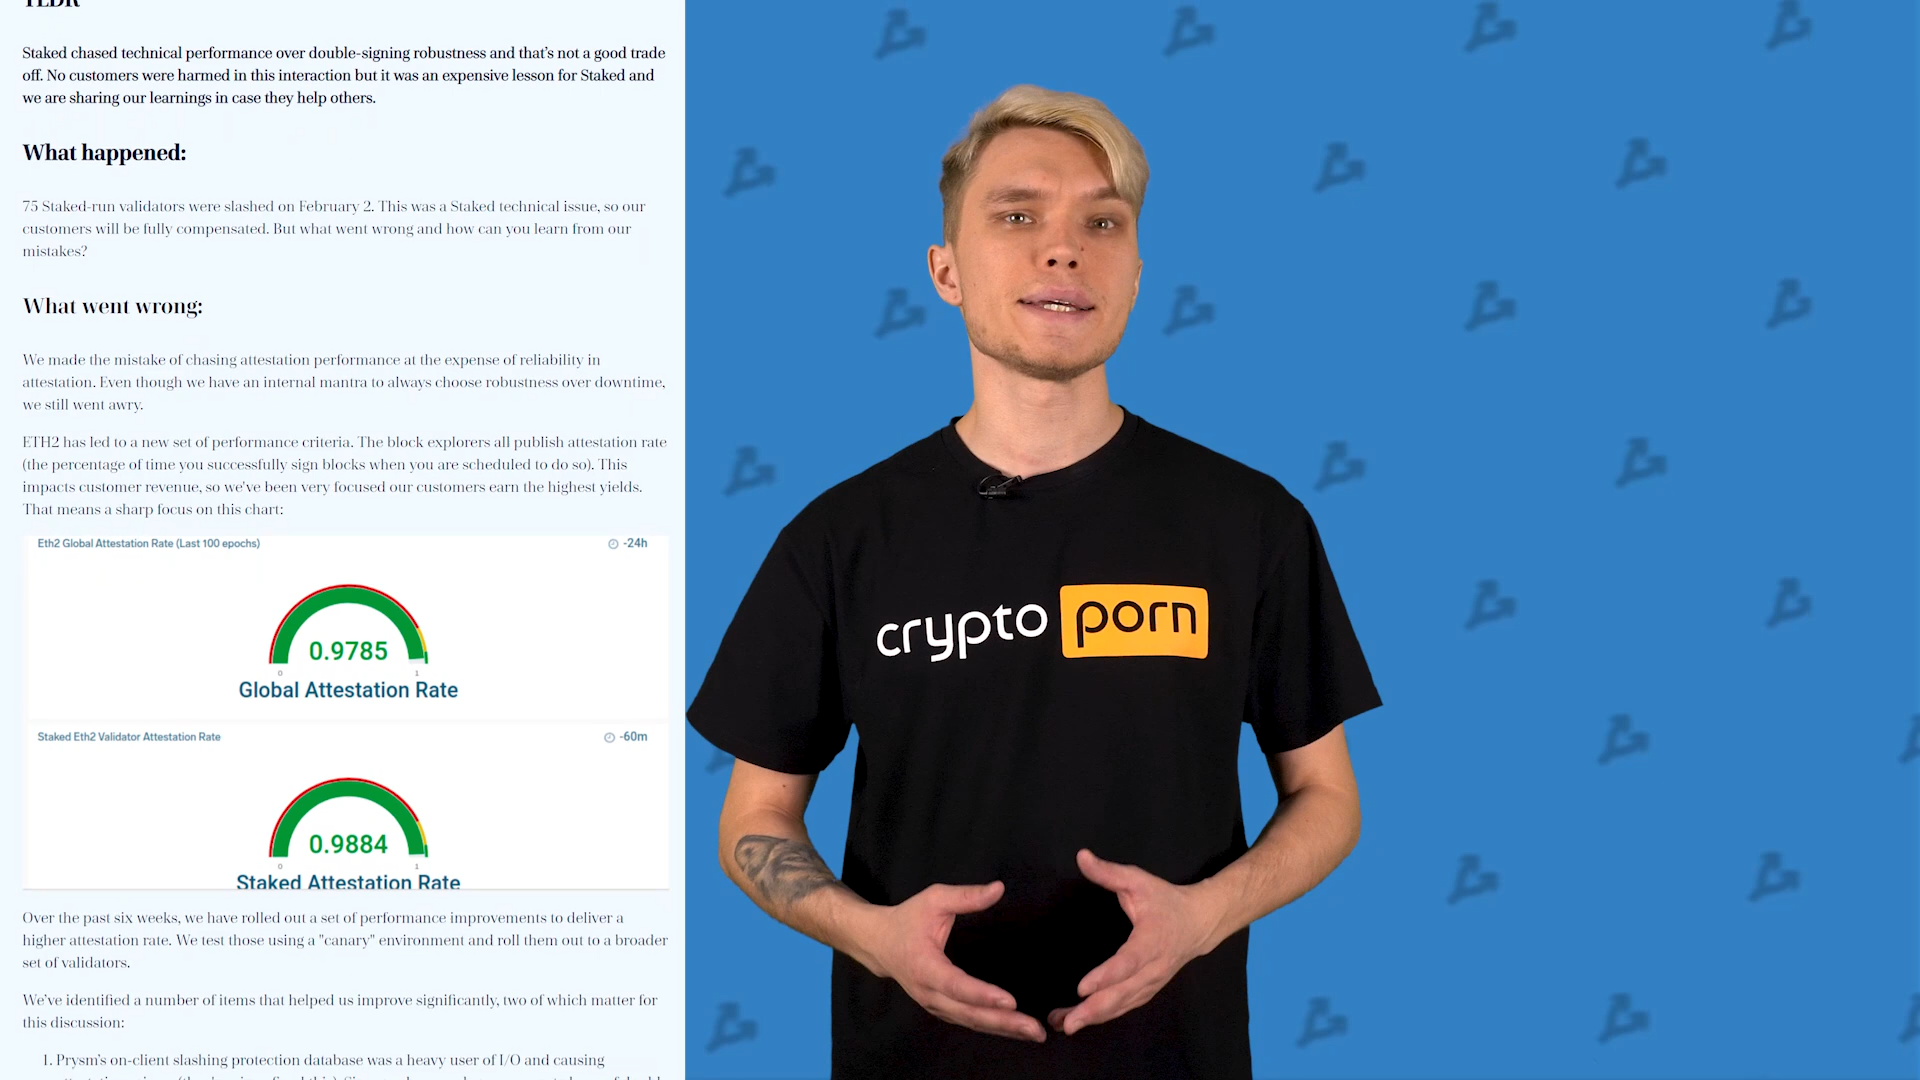 TLDR
Staked chased technical performance over double-signing robustness and that's not a good trade
off. No customers were harmed in this interaction but it was an expensive lesson for Staked and
we are sharing our learnings in case they help others.
What happened:
75 Staked-run validators were slashed on February 2. This was a Staked technical issue, so our
customers will be fully compensated. But what went wrong and how can you learn from our
mistakes?
What went wrong:
We made the mistake of chasing attestation performance at the expense of reliability in
attestation. Even though we have an internal mantra to always choose robustness over downtime,
we still went awry.
ETH2 has led to a new set of performance criteria. The block explorers all publish attestation rate
(the percentage of time you successfully sign blocks when you are scheduled to do so). This
impacts customer revenue, so we've been very focused our customers earn the highest yields.
That means a sharp focus on this chart:
Eth2 Global Attestation Rate (Last 100 epochs)
-24h
0.9785
0 1
Global Attestation Rate
Staked Eth2 Validator Attestation Rate
-60m
0.9884
0 1
Staked Attestation Rate
Over the past six weeks, we have rolled out a set of performance improvements to deliver a
higher attestation rate. We test those using a "canary" environment and roll them out to a broader
set of validators.
We've identified a number of items that helped us improve significantly, two of which matter for
this discussion:
1. Prysm's on-client slashing protection database was a heavy user of I/O and causing
crypto porn